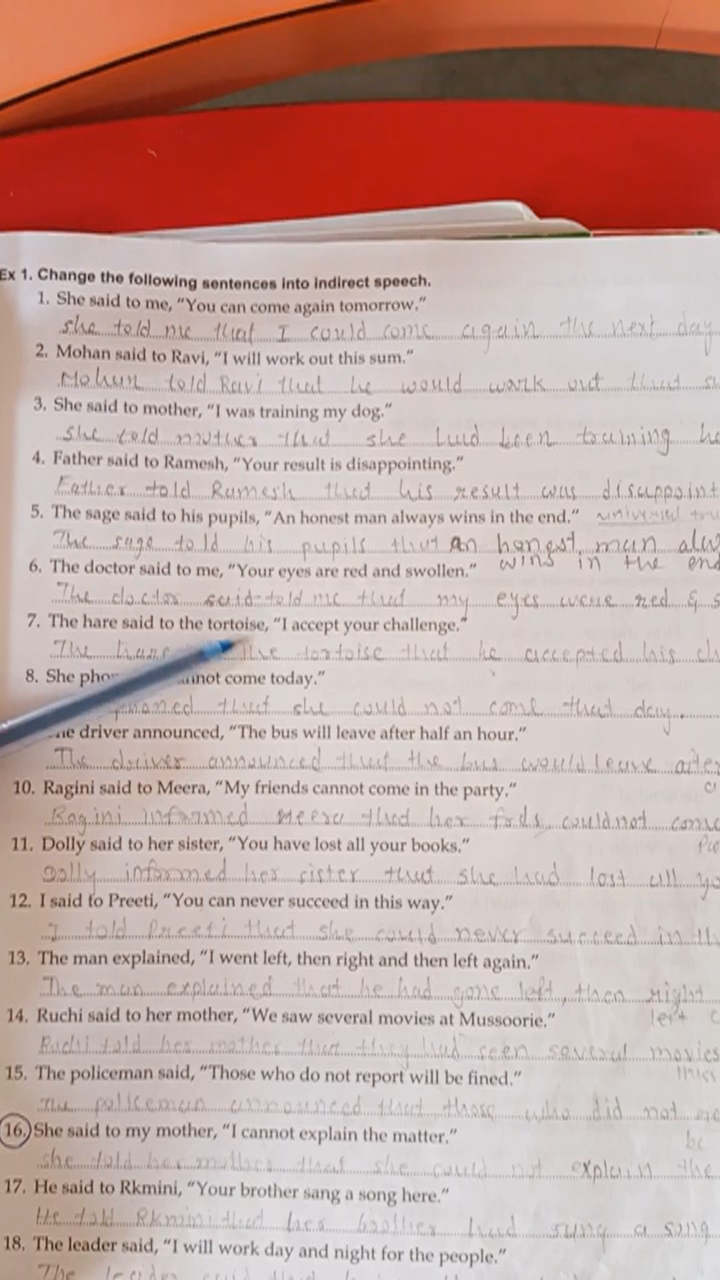 Ex 1. Change the following sentences into indirect speech.
1. She said to me, “You can come again tomorrow.”
She told me that I could come again the next day
2. Mohan said to Ravi, “I will work out this sum.”
Mohan told Ravi that he would work out that
3. She said to mother, “I was training my dog.”
She told mother that she had been training he
4. Father said to Ramesh, “Your result is disappointing.”
Father told Ramesh that his result was disappoint
5. The sage said to his pupils, “An honest man always wins in the end.” universal
The sage told his pupils that an honest man alw
wins in the end
6. The doctor said to me, “Your eyes are red and swollen.”
The doctor said told me that my eyes were red & s
7. The hare said to the tortoise, “I accept your challenge.”
The the tortoise that he accepted his ch
8. She pho nnot come today.”
that she could not come that day.
driver announced, “The bus will leave after half an hour.”
The driver announced that the bus would leave after
10. Ragini said to Meera, “My friends cannot come in the party.”
Ragini informed Meera that her frds could not come
11. Dolly said to her sister, “You have lost all your books.”
Dolly informed her sister that she had lost all yo
12. I said to Preeti, “You can never succeed in this way.”
I told Preeti that she could never succeed in th
13. The man explained, “I went left, then right and then left again.”
The man explained that he had gone left, then right
left
14. Ruchi said to her mother, “We saw several movies at Mussoorie.”
Ruchi told her mother that they had seen several movies
15. The policeman said, “Those who do not report will be fined.”
The policeman announced that those who did not
be
16. She said to my mother, “I cannot explain the matter.”
she told her mother that she could not explain the
17. He said to Rkmini, “Your brother sang a song here.”
He told Rkmini that her brother had sung a song
18. The leader said, “I will work day and night for the people.”
The leader said that